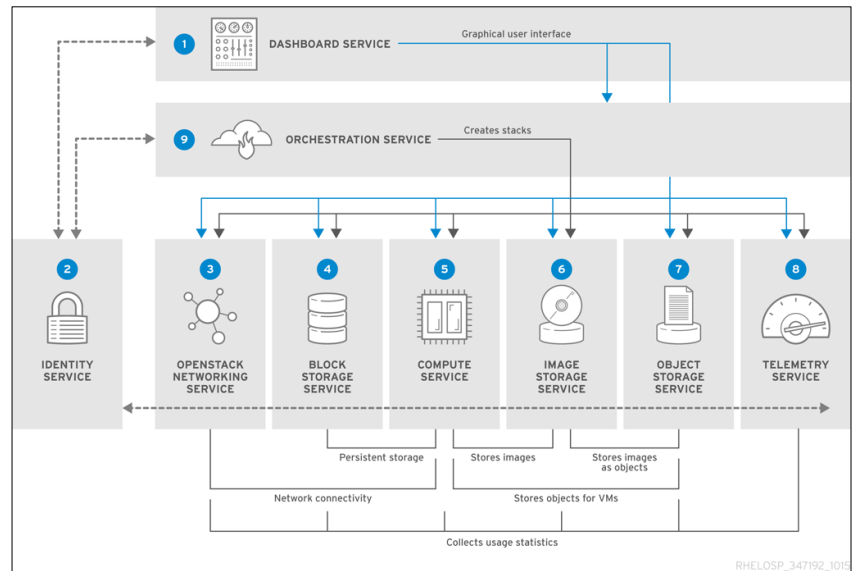 1
DASHBOARD SERVICE
Graphical user interface
9
ORCHESTRATION SERVICE
Creates stacks
2
IDENTITY
SERVICE
3
OPENSTACK
NETWORKING
SERVICE
4
BLOCK
STORAGE
SERVICE
5
COMPUTE
SERVICE
6
IMAGE
STORAGE
SERVICE
7
OBJECT
STORAGE
SERVICE
8
TELEMETRY
SERVICE
Persistent storage
Stores images
Stores images
as objects
Network connectivity
Stores objects for VMs
Collects usage statistics
RHELOSP_347192_1015